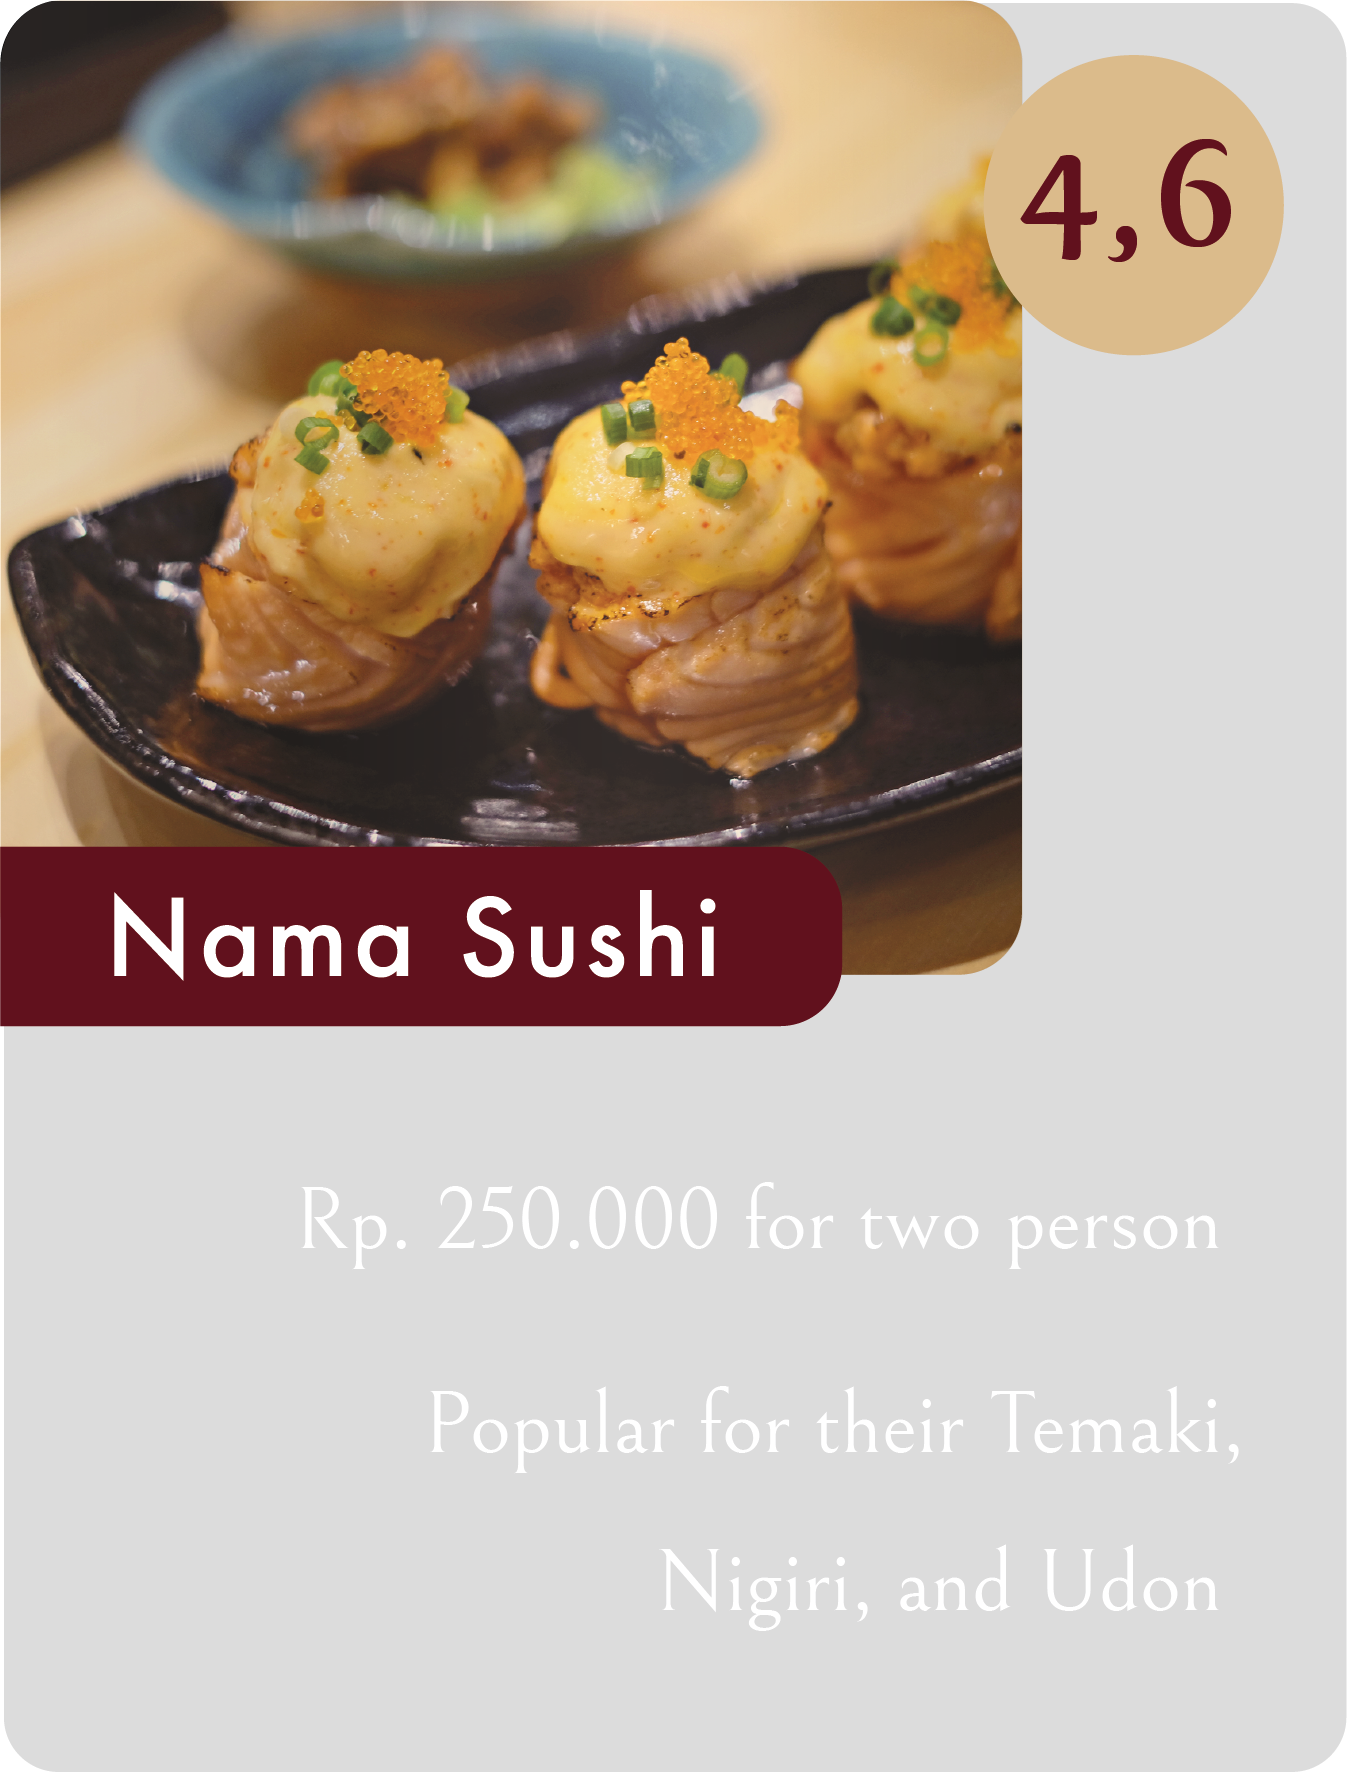 4,6
Nama Sushi
Rp. 250.000 for two person
Popular for their Temaki,
Nigiri, and Udon